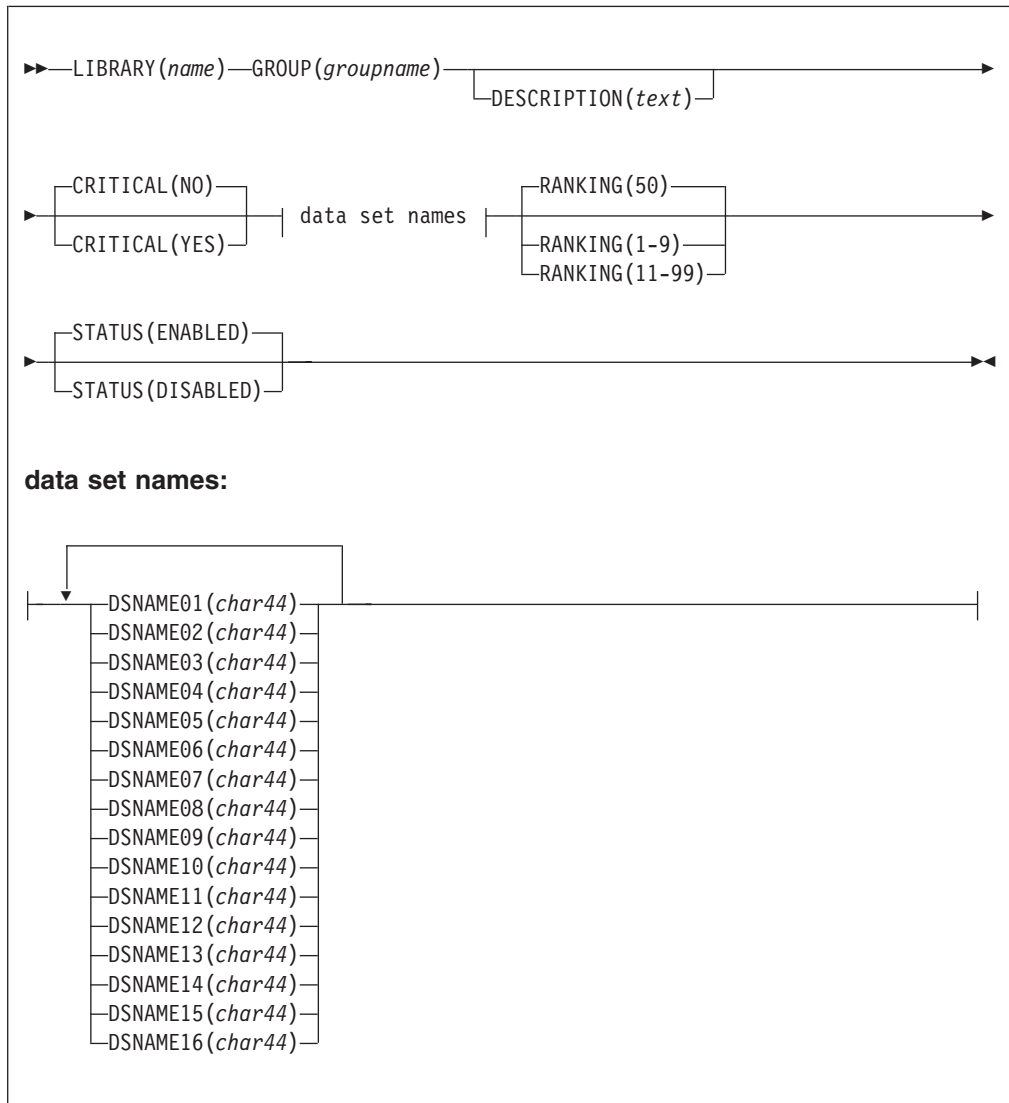 LIBRARY(name) GROUP(groupname)
DESCRIPTION(text)
CRITICAL(NO) RANKING(50)
data set names
CRITICAL(YES) RANKING(1-9)
RANKING(11-99)
STATUS(ENABLED)
STATUS(DISABLED)
data set names:
DSNAME01(char44)
DSNAME02(char44)
DSNAME03(char44)
DSNAME04(char44)
DSNAME05(char44)
DSNAME06(char44)
DSNAME07(char44)
DSNAME08(char44)
DSNAME09(char44)
DSNAME10(char44)
DSNAME11(char44)
DSNAME12(char44)
DSNAME13(char44)
DSNAME14(char44)
DSNAME15(char44)
DSNAME16(char44)